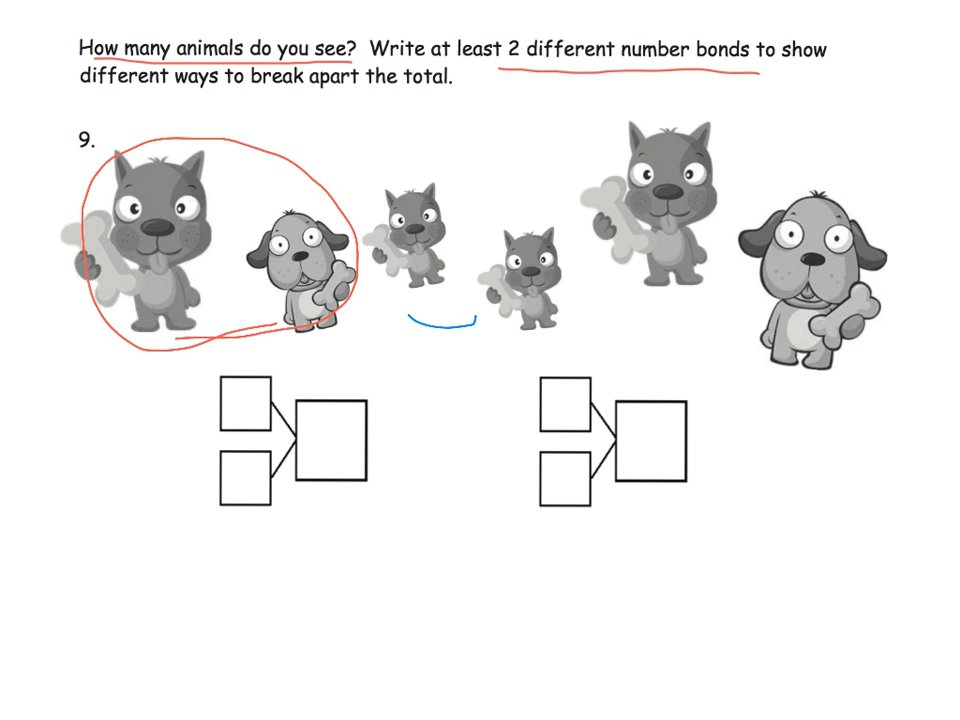 How many animals do you see? Write at least 2 different number bonds to show
different ways to break apart the total.
9.